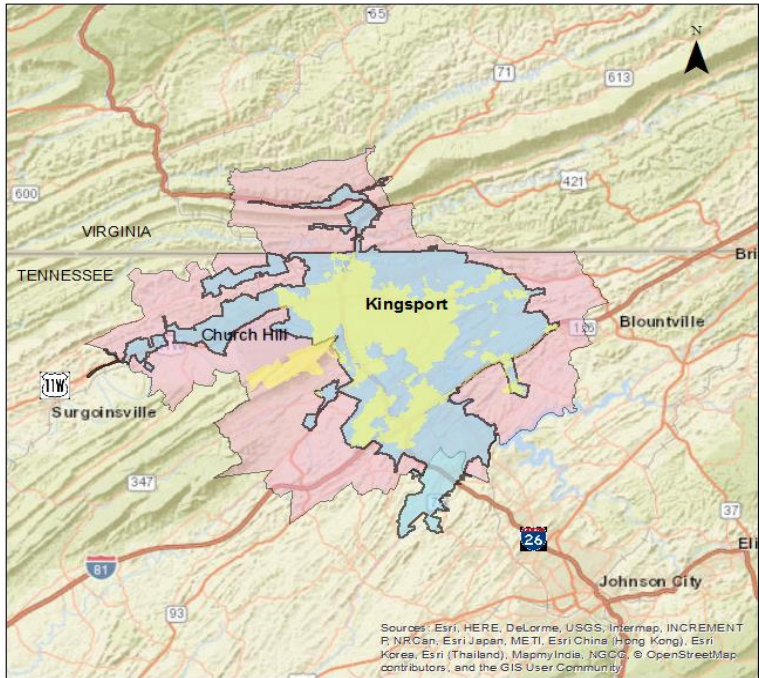 65
N
71
613
600
421
VIRGINIA
TENNESSEE
Bri
Kingsport
126
Blountville
Church Hill
11W
Surgoinsville
347
37
26
Eli
81
Johnson City
93
Sources: Esri, HERE, DeLorme, USGS, Intermap, INCREMENT
P, NRCan, Esri Japan, METI, Esri China (Hong Kong), Esri
Korea, Esri (Thailand), MapmyIndia, NGCC, © OpenStreetMap
contributors, and the GIS User Community